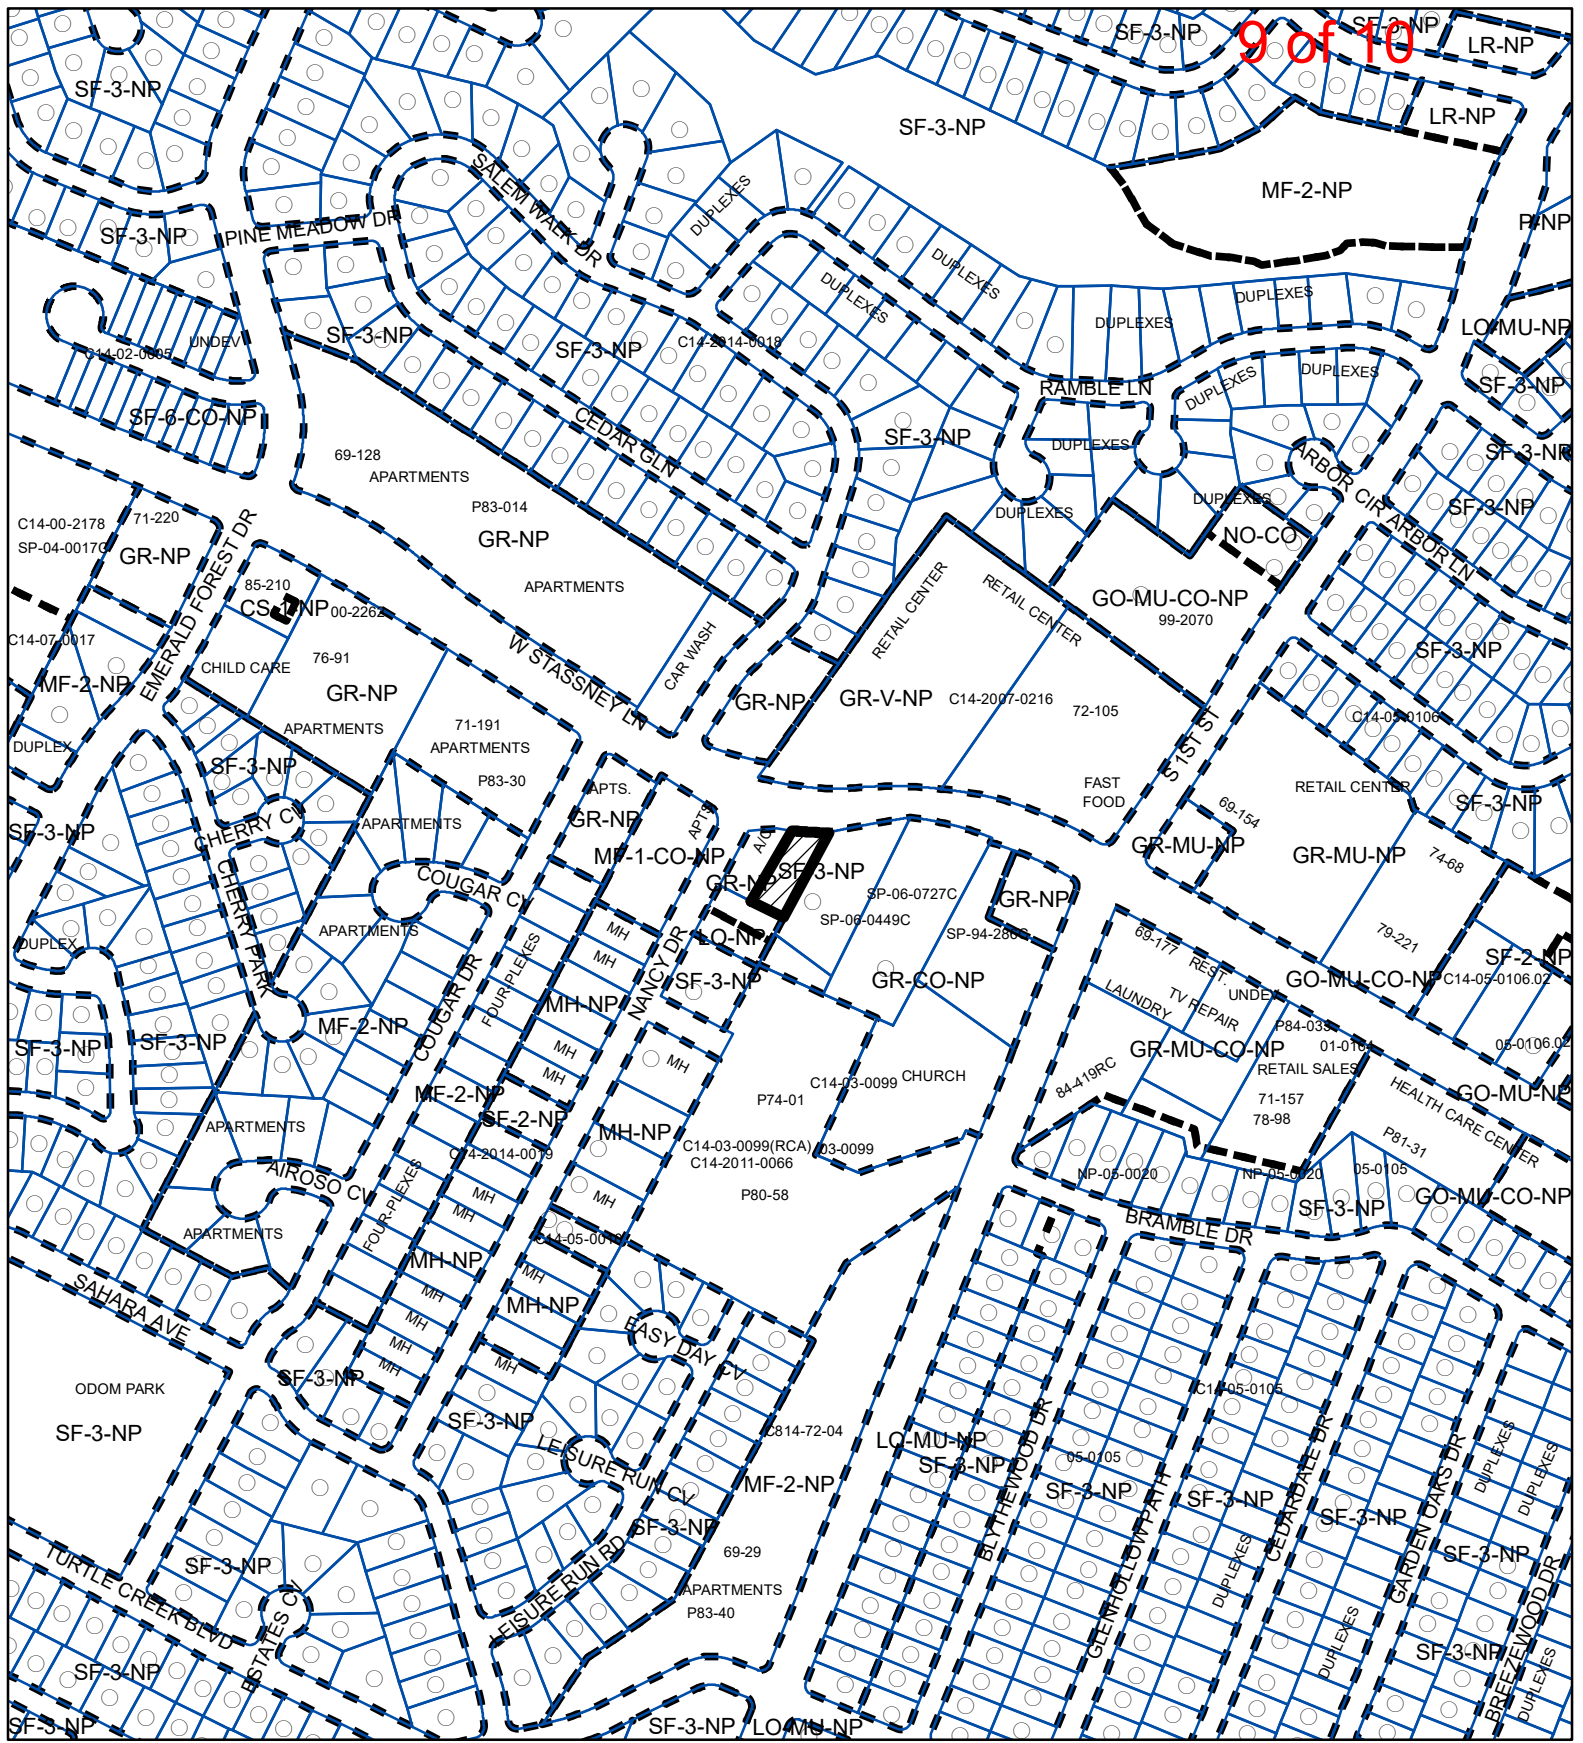 9 of 10
SF-3-NP
SF-3-NP
LR-NP
SF-3-NP
LR-NP
SF-3-NP
MF-2-NP
SALEM WALK DR
DUPLEXES
PINE MEADOW DR
SF-3-NP
P-NP
DUPLEXES
DUPLEXES
DUPLEXES
DUPLEXES
LO-MU-NP
UNDEV
C14-02-0005
SF-3-NP
SF-3-NP
C14-2014-0018
RAMBLE LN
DUPLEXES
DUPLEXES
SF-3-NP
SF-6-CO-NP
CEDAR GLN
SF-3-NP
DUPLEXES
SF-3-NP
69-128
APARTMENTS
ARBOR CIR
ARBOR LN
P83-014
GR-NP
DUPLEXES
DUPLEXES
SF-3-NP
C14-00-2178
71-220
SP-04-0017C
GR-NP
EMERALD FOREST DR
NO-CO
APARTMENTS
85-210
CS-1-NP
00-2262
RETAIL CENTER
RETAIL CENTER
GO-MU-CO-NP
99-2070
C14-07-0017
CHILD CARE
76-91
W STASSNEY LN
CAR WASH
SF-3-NP
MF-2-NP
GR-NP
GR-NP
GR-V-NP
C14-2007-0216
72-105
C14-05-0106
DUPLEX
APARTMENTS
71-191
APARTMENTS
P83-30
S 1ST ST
SF-3-NP
APTS.
FAST
FOOD
RETAIL CENTER
SF-3-NP
69-154
SF-3-NP
CHERRY CV
APARTMENTS
GR-NP
APTS
A/C
MF-1-CO-NP
GR-MU-NP
GR-MU-NP
74-68
COUGAR CV
GR-NP
SF-3-NP
SP-06-0727C
GR-NP
CHERRY PARK
SP-06-0449C
SP-94-286C
DUPLEX
APARTMENTS
MH
MH
LO-NP
69-177
REST.
79-221
SF-2-NP
FOUR-PLEXES
SF-3-NP
GR-CO-NP
LAUNDRY
TV REPAIR
UNDEV
GO-MU-CO-NP
C14-05-0106.02
COUGAR DR
MH-NP
NANCY DR
SF-3-NP
SF-3-NP
MF-2-NP
MH
MH
MH
P84-033
01-0164
GR-MU-CO-NP
05-0106.02
RETAIL SALES
C14-03-0099
CHURCH
84-419RC
MF-2-NP
SF-2-NP
P74-01
71-157
78-98
HEALTH CARE CENTER
GO-MU-NP
APARTMENTS
MH-NP
C14-03-0099(RCA)
03-0099
C14-2011-0066
P81-31
C14-2014-0019
AIROSO CV
FOUR-PLEXES
MH
MH
MH
P80-58
NP-05-0020
NP-05-0020
05-0105
SF-3-NP
GO-MU-CO-NP
APARTMENTS
C14-05-0010
BRAMBLE DR
MH-NP
MH
SAHARA AVE
MH
MH-NP
MH
MH
MH
MH
EASY DAY CV
ODOM PARK
SF-3-NP
SF-3-NP
SF-3-NP
C14-05-0105
C814-72-04
LEISURE RUN CV
LO-MU-NP
SF-3-NP
BLYTHEWOOD DR
05-0105
MF-2-NP
SF-3-NP
GLENHOLLOW PATH
SF-3-NP
CEDARDALE DR
SF-3-NP
GARDEN OAKS DR
DUPLEXES
DUPLEXES
SF-3-NP
TURTLE CREEK BLVD
SF-3-NP
LEISURE RUN RD
69-29
APARTMENTS
P83-40
DUPLEXES
SF-3-NP
BREEZEWOOD DR
ESTATES CV
SF-3-NP
DUPLEXES
SF-3-NP
DUPLEXES
SF-3-NP
SF-3-NP
LO-MU-NP